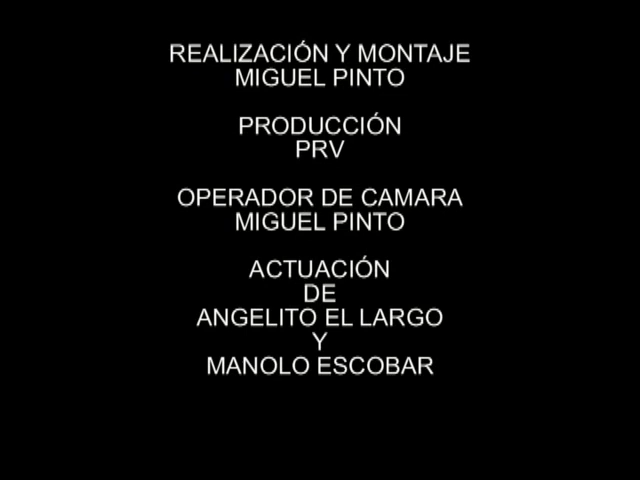 REALIZACIÓN Y MONTAJE
MIGUEL PINTO
PRODUCCIÓN
PRV
OPERADOR DE CAMARA
MIGUEL PINTO
ACTUACIÓN
DE
ANGELITO EL LARGO
Y
MANOLO ESCOBAR